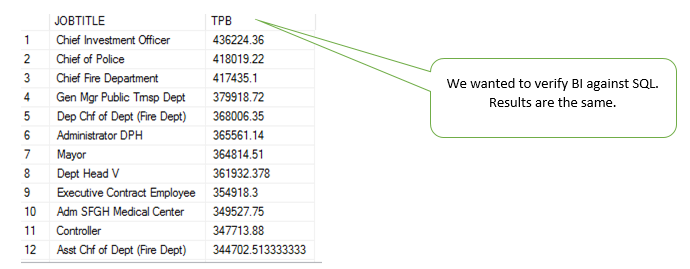 JOBTITLE TPB
1 Chief Investment Officer 436224.36
2 Chief of Police 418019.22
3 Chief Fire Department 417435.1
4 Gen Mgr Public Trnsp Dept 379918.72
5 Dep Chf of Dept (Fire Dept) 368006.35
6 Administrator DPH 365561.14
7 Mayor 364814.51
8 Dept Head V 361932.378
9 Executive Contract Employee 354918.3
10 Adm SFGH Medical Center 349527.75
11 Controller 347713.88
12 Asst Chf of Dept (Fire Dept) 344702.513333333
We wanted to verify BI against SQL.
Results are the same.